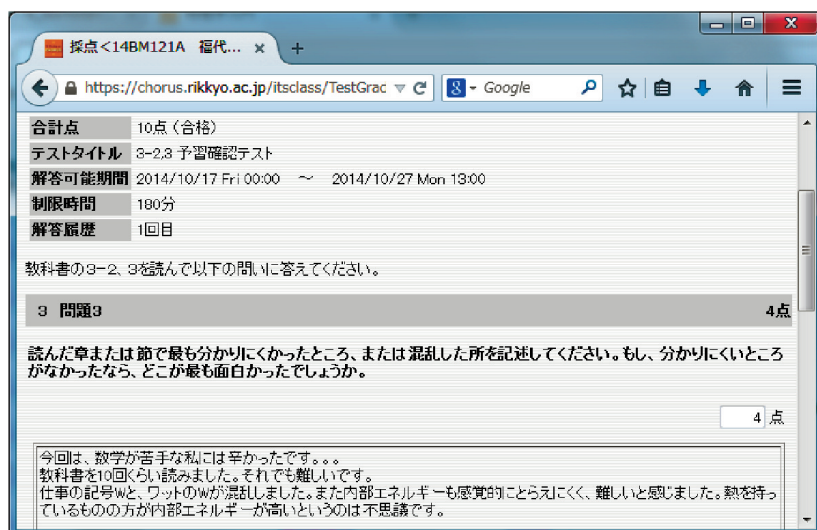 採点<14BM121A 福代... × +
https://chorus.rikkyo.ac.jp/itsclass/TestGrac Google
合計点 10点（合格）
テストタイトル 3-2,3 予習確認テスト
解答可能期間 2014/10/17 Fri 00:00 ～ 2014/10/27 Mon 13:00
制限時間 180分
解答履歴 1回目
教科書の3-2、3を読んで以下の問いに答えてください。
3 問題3 4点
読んだ章または節で最も分かりにくかったところ、または混乱した所を記述してください。もし、分かりにくいところ
がなかったなら、どこが最も面白かったでしょうか。
4 点
今回は、数学が苦手な私には辛かったです。。。
教科書を10回くらい読みました。それでも難しいです。
仕事の記号Wと、ワットのWが混乱しました。また内部エネルギーも感覚的にとらえにくく、難しいと感じました。熱を持っ
ているものの方が内部エネルギーが高いというのは不思議です。